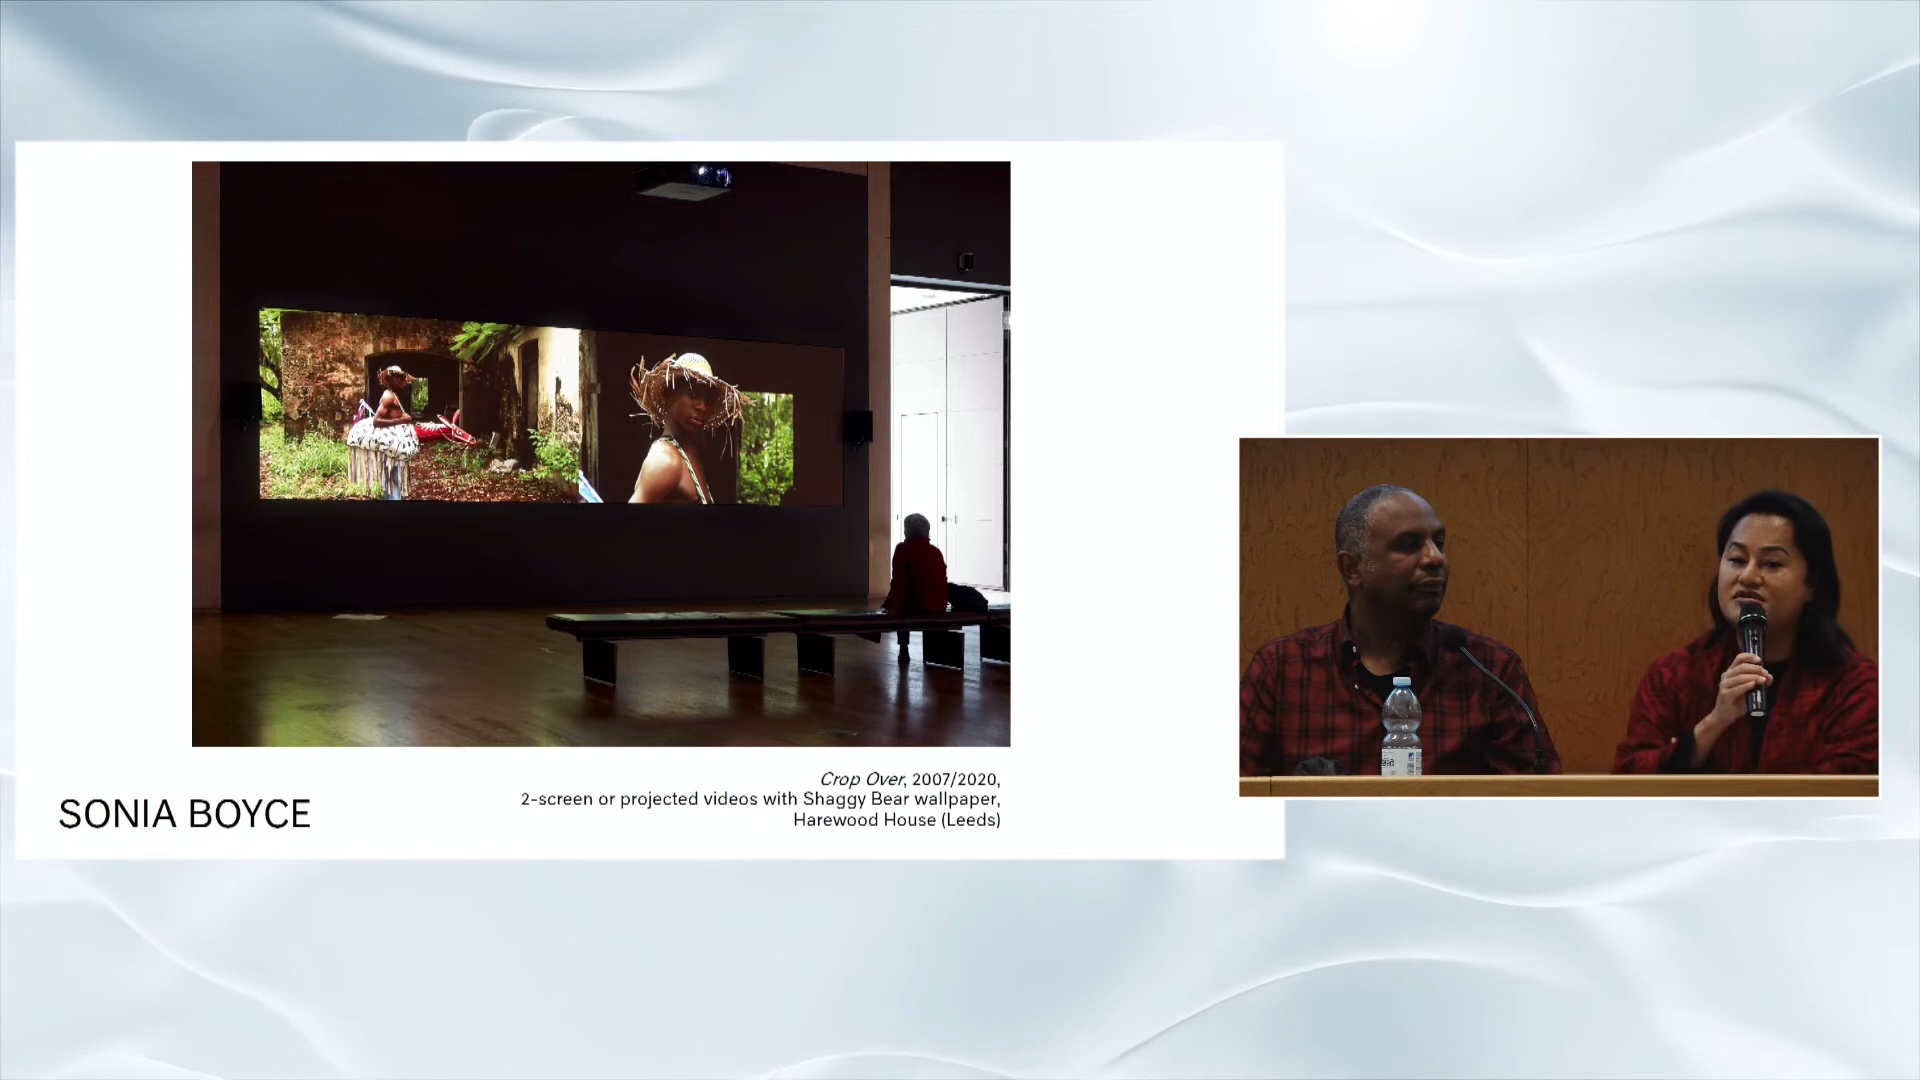 Crop Over, 2007/2020,
2-screen or projected videos with Shaggy Bear wallpaper,
Harewood House (Leeds)
SONIA BOYCE